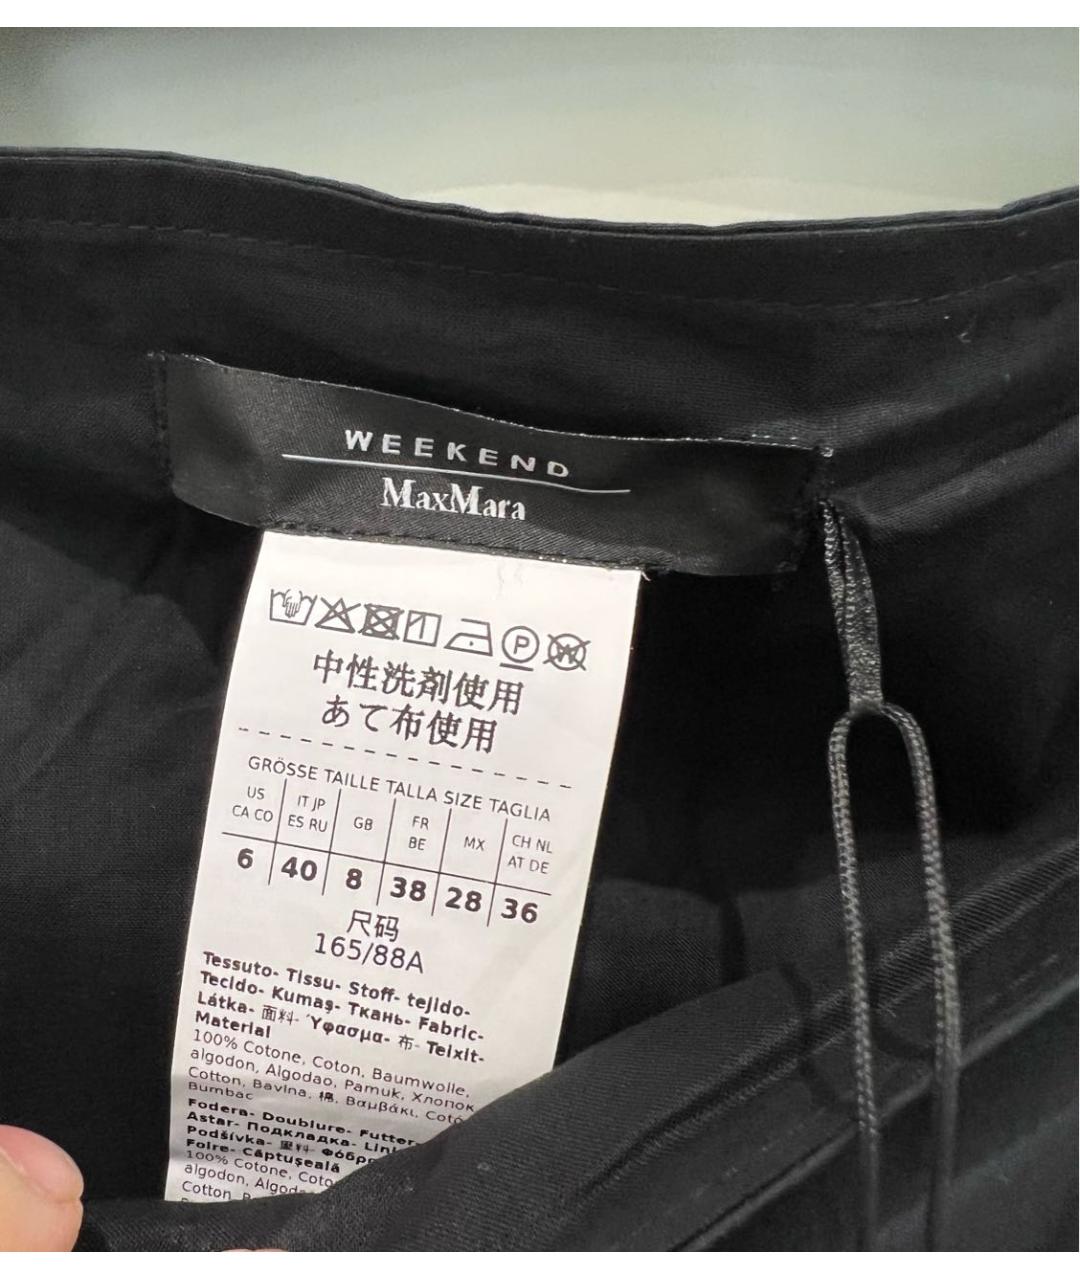 WEEKEND
MaxMara
P W
中性洗剤使用
あて布使用
GRÖSSE TAILLE TALLA SIZE TAGLIA
US CA CO IT JP ES RU GB FR BE MX CH NL AT DE
6 40 8 38 28 36
尺码
165/88A
Tessuto- Tissu- Stoff- tejido-
Tecido- Kumaş- Ткань- Fabric-
Látka- 面料- Ύφασμα- 布- Teixit-
Material
100% Cotone, Coton, Baumwolle,
algodon, Algodao, Pamuk, Хлопок
Cotton, Bavlna, 棉, Βαμβάκι, Cotó
Bumbac
Fodera- Doublure- Futter-
Astar- Подкладка-
Podšívka- 里料-
Foire- Căptuşeală
100% Cotone,
algodon,
Cotton,